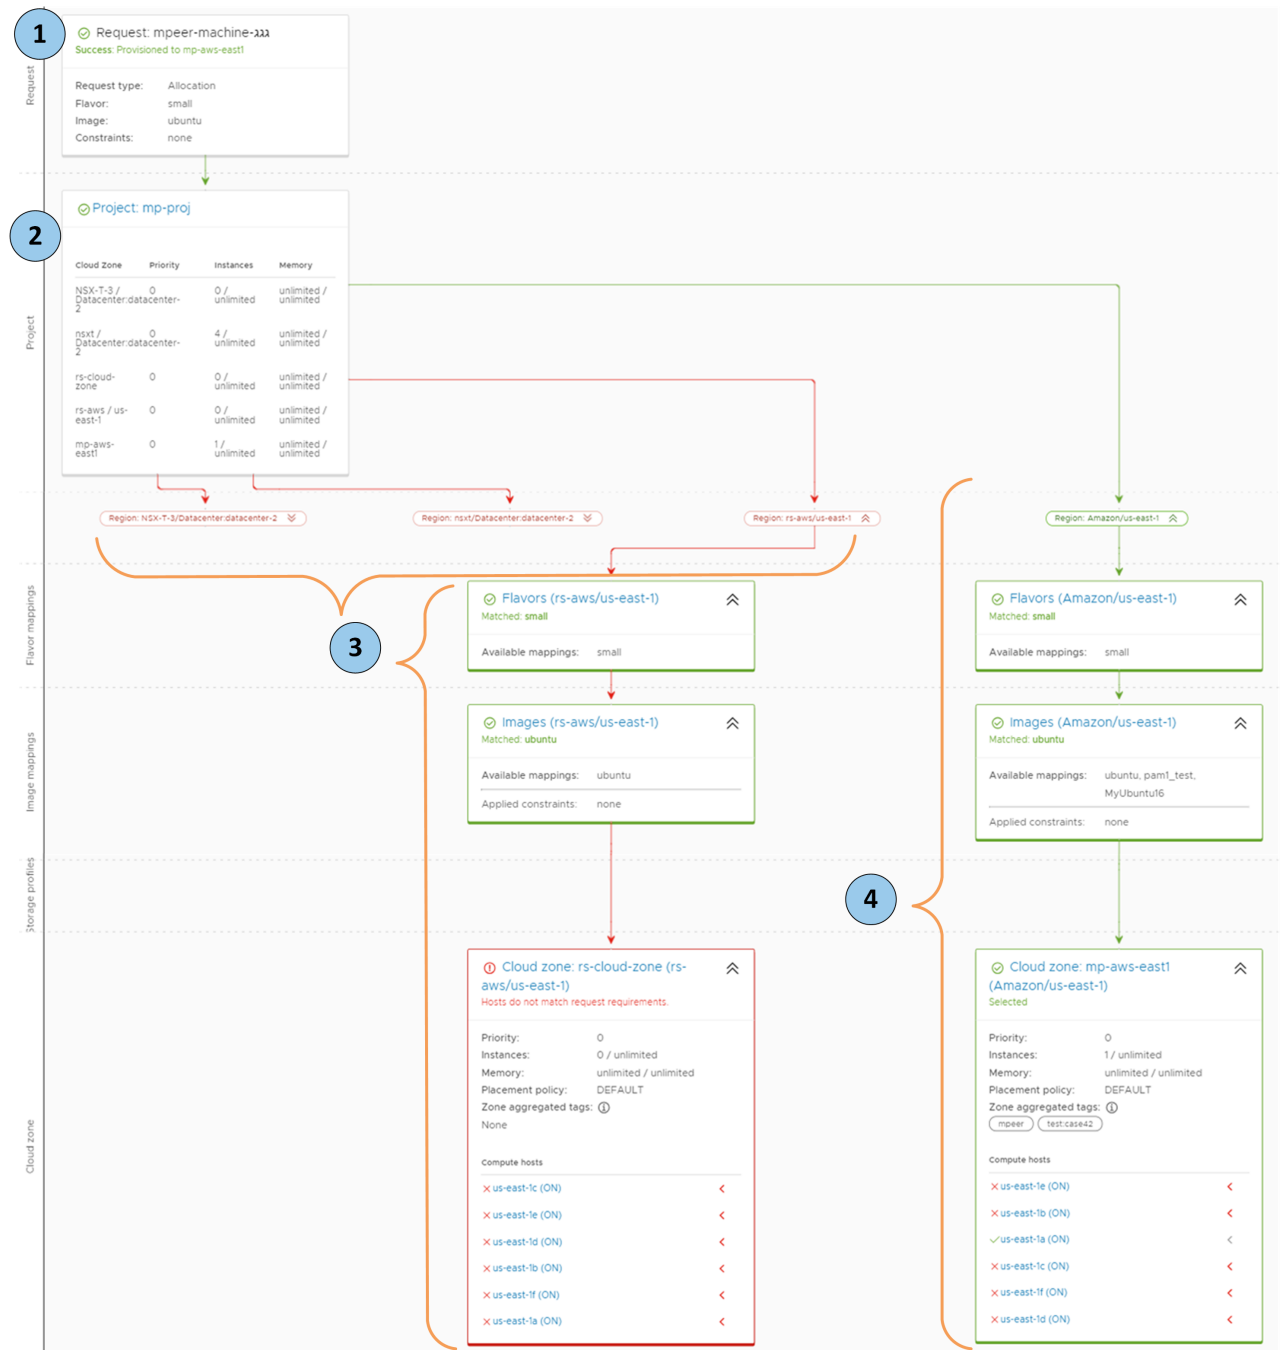 1
Request: mpeer-machine-גגג
Success: Provisioned to mp-aws-east1
Request type: Allocation
Flavor: small
Image: ubuntu
Constraints: none
Request
2
Project: mp-proj
Cloud Zone Priority Instances Memory
NSX-T-3 / Datacenter:datacenter-2 0 0 / unlimited unlimited / unlimited
nsxt / Datacenter:datacenter-2 0 4 / unlimited unlimited / unlimited
rs-cloud-zone 0 0 / unlimited unlimited / unlimited
rs-aws / us-east-1 0 0 / unlimited unlimited / unlimited
mp-aws-east1 0 1 / unlimited unlimited / unlimited
Project
Region: NSX-T-3/Datacenter:datacenter-2
Region: nsxt/Datacenter:datacenter-2
Region: rs-aws/us-east-1
Region: Amazon/us-east-1
3
Flavor mappings
Flavors (rs-aws/us-east-1)
Matched: small
Available mappings: small
Flavors (Amazon/us-east-1)
Matched: small
Available mappings: small
Image mappings
Images (rs-aws/us-east-1)
Matched: ubuntu
Available mappings: ubuntu
Applied constraints: none
Images (Amazon/us-east-1)
Matched: ubuntu
Available mappings: ubuntu, pam1_test,
MyUbuntu16
Applied constraints: none
Storage profiles
4
Cloud zone
Cloud zone: rs-cloud-zone (rs-
aws/us-east-1)
Hosts do not match request requirements.
Priority: 0
Instances: 0 / unlimited
Memory: unlimited / unlimited
Placement policy: DEFAULT
Zone aggregated tags:
None
Compute hosts
us-east-1c (ON)
us-east-1e (ON)
us-east-1d (ON)
us-east-1b (ON)
us-east-1f (ON)
us-east-1a (ON)
Cloud zone: mp-aws-east1
(Amazon/us-east-1)
Selected
Priority: 0
Instances: 1 / unlimited
Memory: unlimited / unlimited
Placement policy: DEFAULT
Zone aggregated tags:
mpeer test:case42
Compute hosts
us-east-1e (ON)
us-east-1b (ON)
us-east-1a (ON)
us-east-1c (ON)
us-east-1f (ON)
us-east-1d (ON)